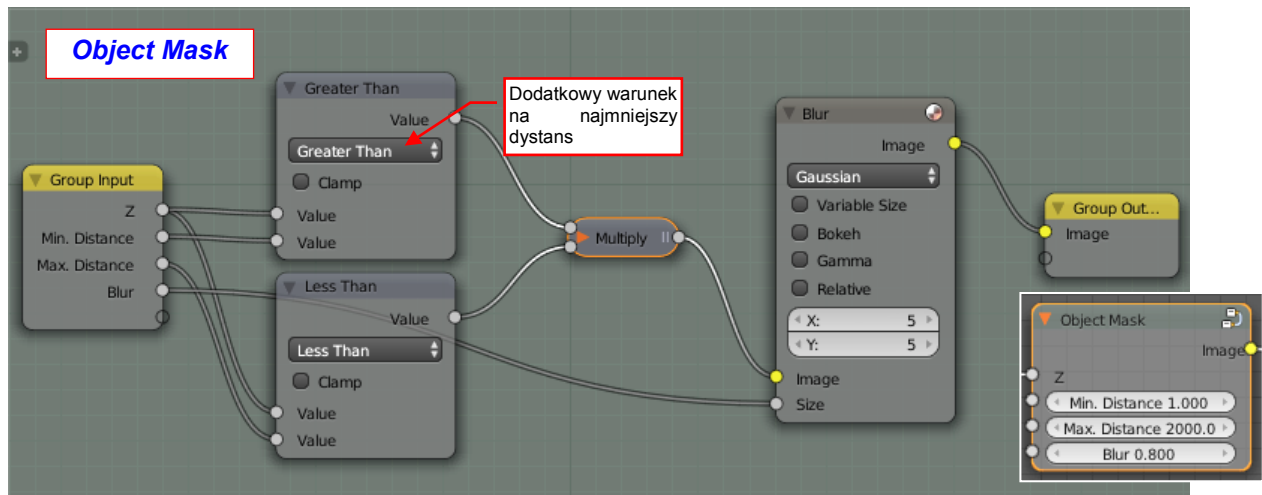 Object Mask
Group Input
Z
Min. Distance
Max. Distance
Blur
Greater Than
Value
Greater Than
Clamp
Value
Value
Dodatkowy warunek
na najmniejszy
dystans
Less Than
Value
Less Than
Clamp
Value
Value
Multiply
Blur
Image
Gaussian
Variable Size
Bokeh
Gamma
Relative
X: 5
Y: 5
Image
Size
Group Out...
Image
Object Mask
Image
Z
Min. Distance 1.000
Max. Distance 2000.0
Blur 0.800